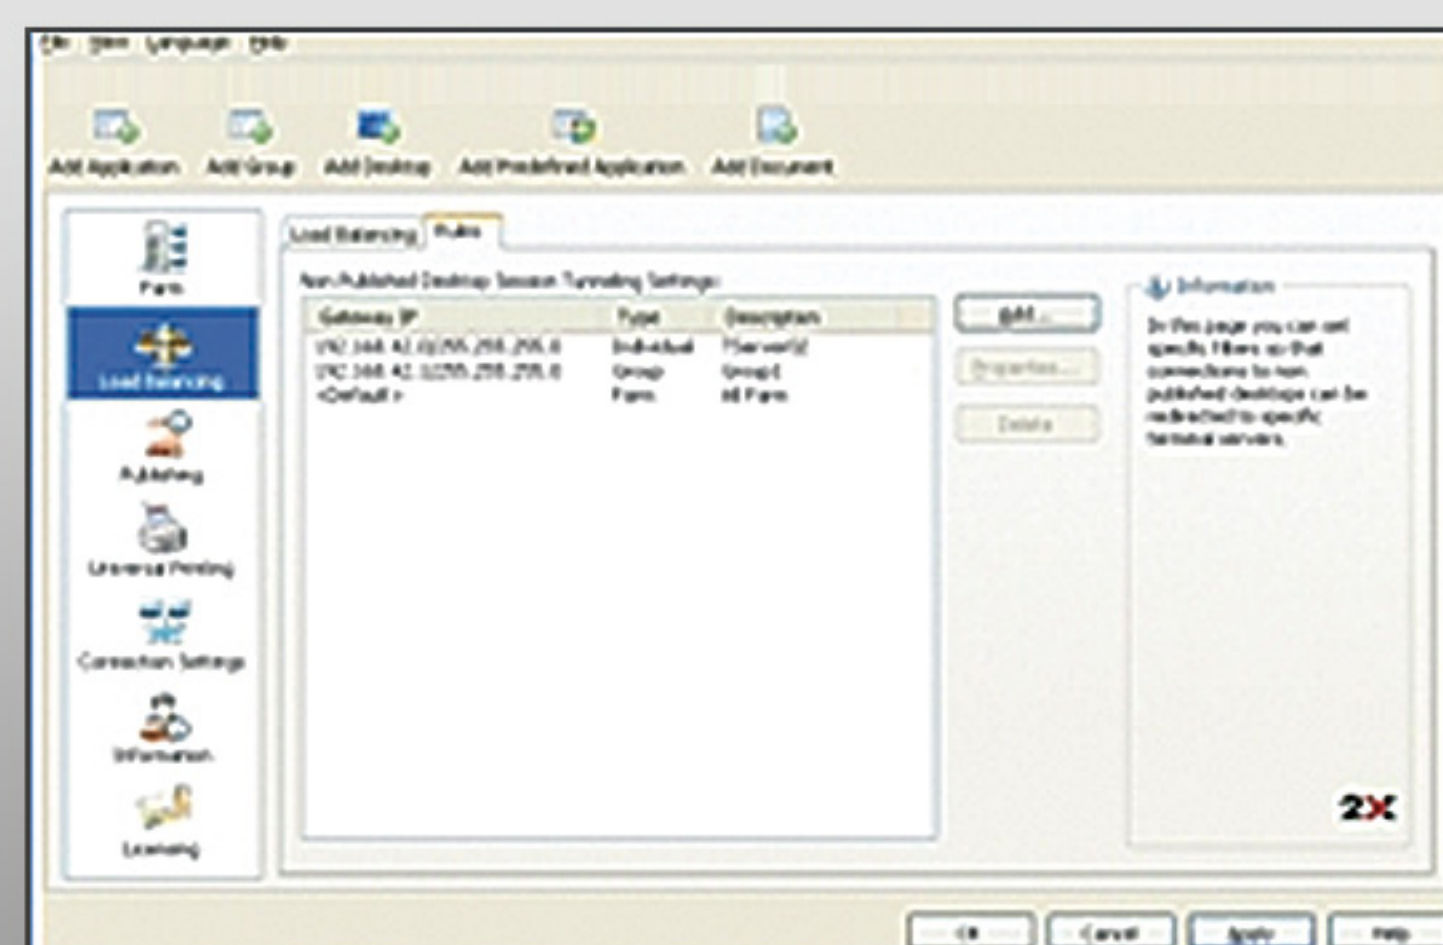 File View Language Help
Add Application Add Group Add Desktop Add Predefined Application Add Document
Farm
Load Balancing
Publishing
Universal Printing
Connection Settings
Information
Licensing
Load Balancing Rules
Non-Published Desktop Session Tunneling Settings:
Gateway IP Type Description
Individual
Group
<Default> Farm All Farm
Add...
Properties...
Delete
Information
In this page you can set
specific filters so that
connections to non
published desktops can be
redirected to specific
terminal servers.
2X
OK Cancel Apply Help